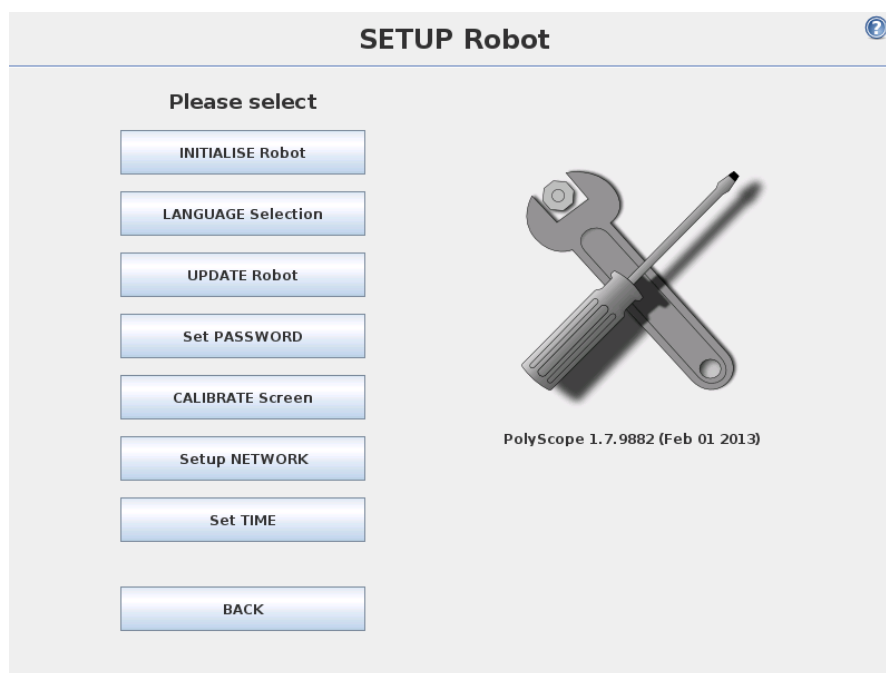 SETUP Robot
?
Please select
INITIALISE Robot
LANGUAGE Selection
UPDATE Robot
Set PASSWORD
CALIBRATE Screen
Setup NETWORK
Set TIME
BACK
PolyScope 1.7.9882 (Feb 01 2013)